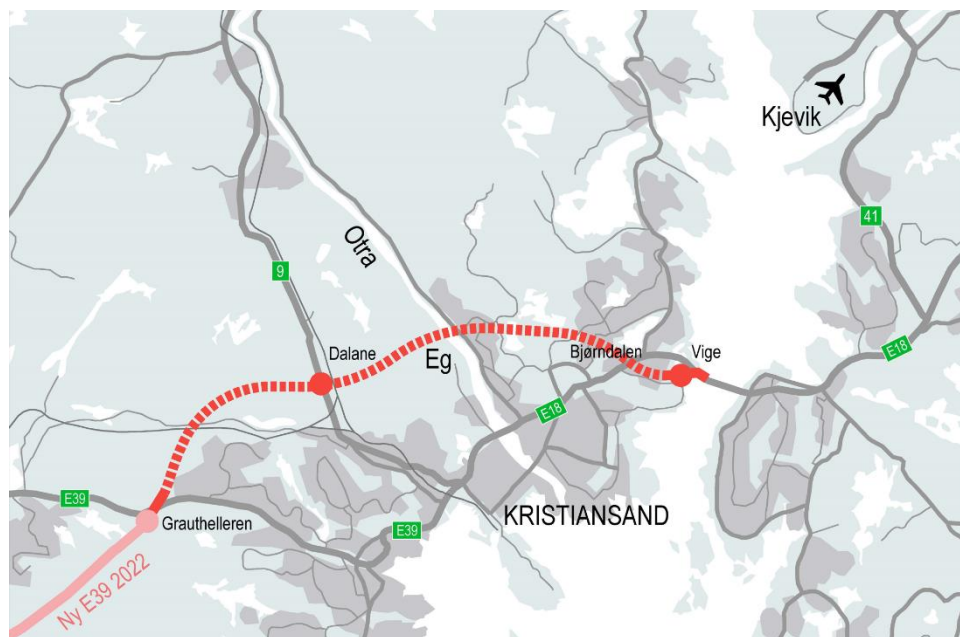 Kjevik
41
Otra
9
E18
Dalane
Eg
Bjørndalen
Vige
E18
E39
Grauthelleren
KRISTIANSAND
E39
Ny E39 2022